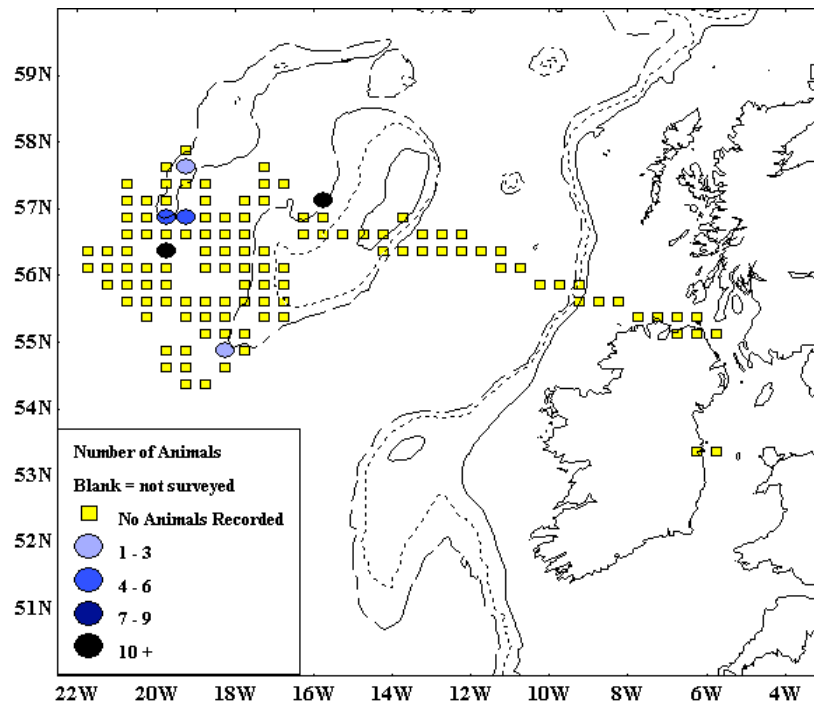 59N
58N
57N
56N
55N
54N
53N
52N
51N
Number of Animals
Blank = not surveyed
No Animals Recorded
1 - 3
4 - 6
7 - 9
10 +
22W 20W 18W 16W 14W 12W 10W 8W 6W 4W